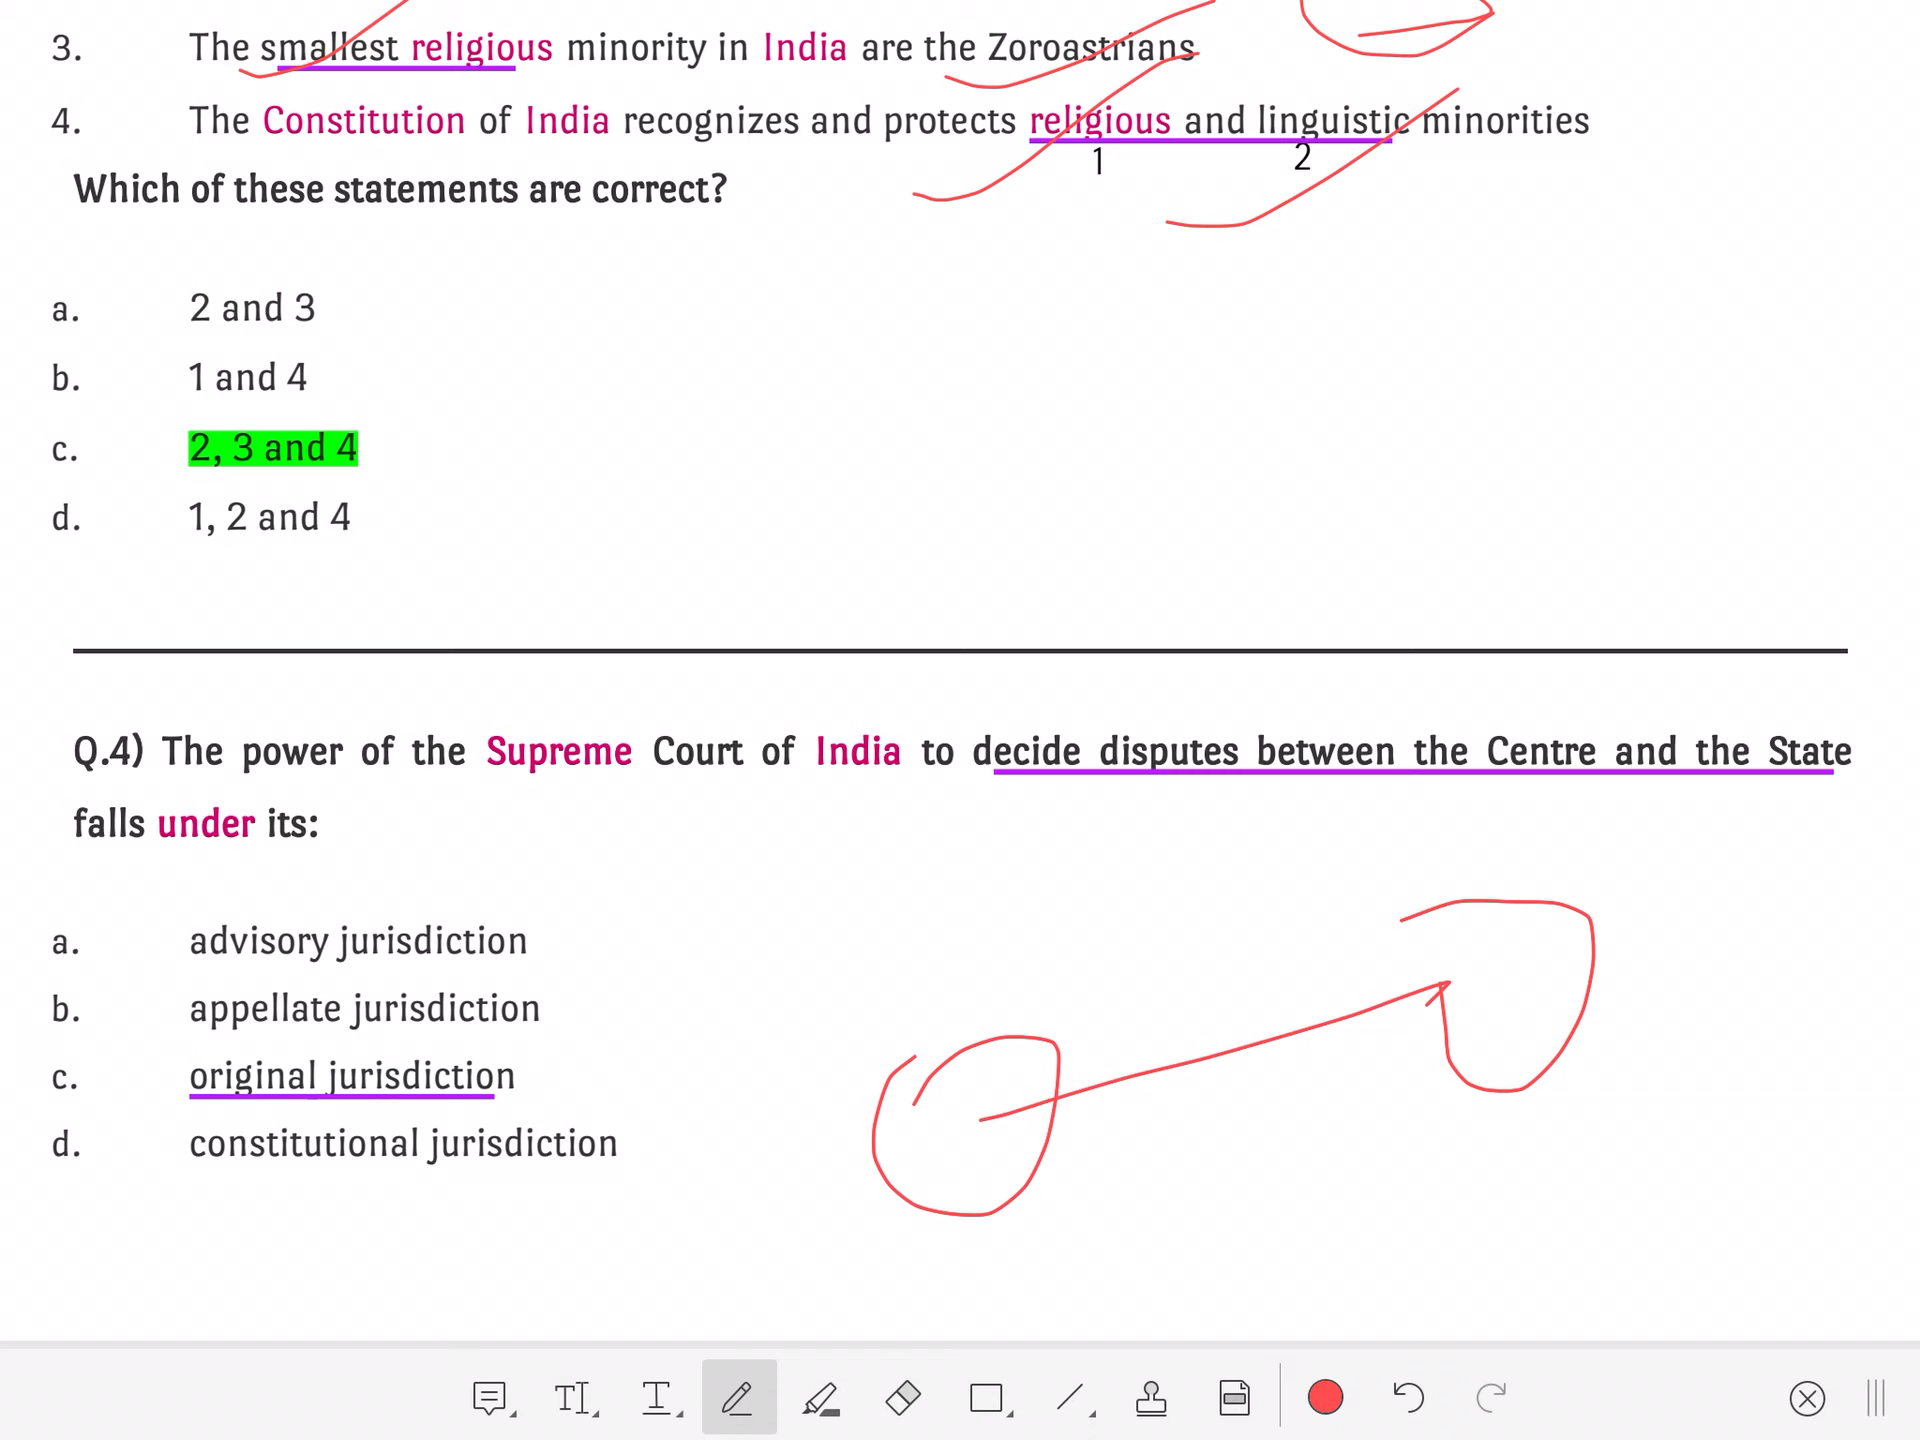 3. The smallest religious minority in India are the Zoroastrians
4. The Constitution of India recognizes and protects religious and linguistic minorities
1 2
Which of these statements are correct?
a. 2 and 3
b. 1 and 4
c. 2, 3 and 4
d. 1, 2 and 4
Q.4) The power of the Supreme Court of India to decide disputes between the Centre and the State
falls under its:
a. advisory jurisdiction
b. appellate jurisdiction
c. original jurisdiction
d. constitutional jurisdiction